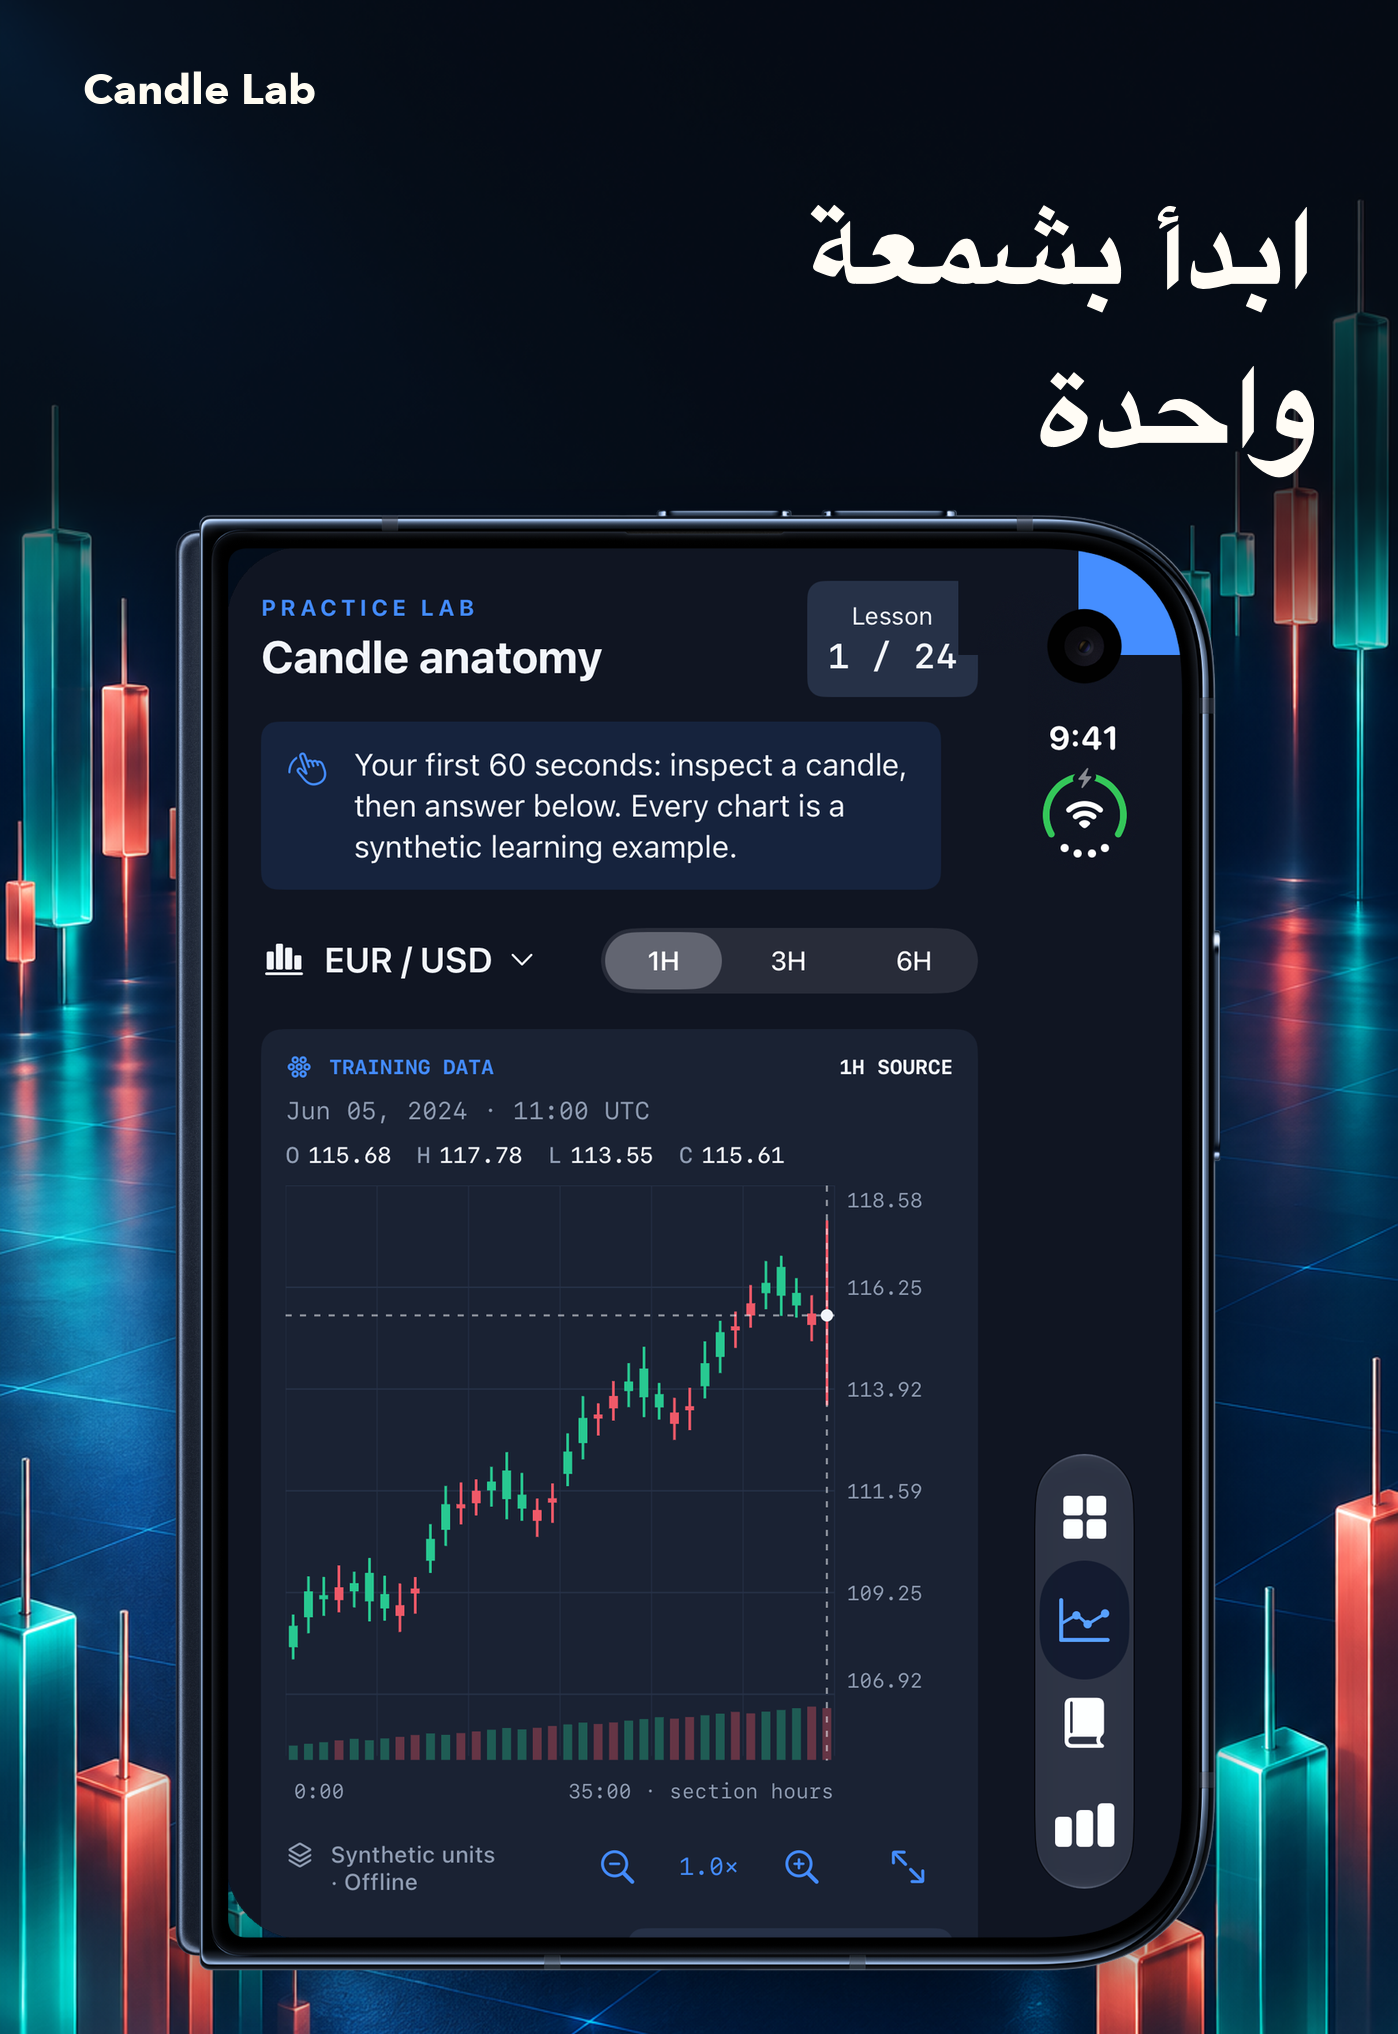 Candle Lab
ابدأ بشمعة
واحدة
PRACTICE LAB
Candle anatomy
Lesson
1 / 24
9:41
Your first 60 seconds: inspect a candle,
then answer below. Every chart is a
synthetic learning example.
EUR / USD
1H 3H 6H
TRAINING DATA 1H SOURCE
Jun 05, 2024 · 11:00 UTC
O 115.68 H 117.78 L 113.55 C 115.61
118.58
116.25
113.92
111.59
109.25
106.92
0:00 35:00 · section hours
Synthetic units
· Offline
1.0×